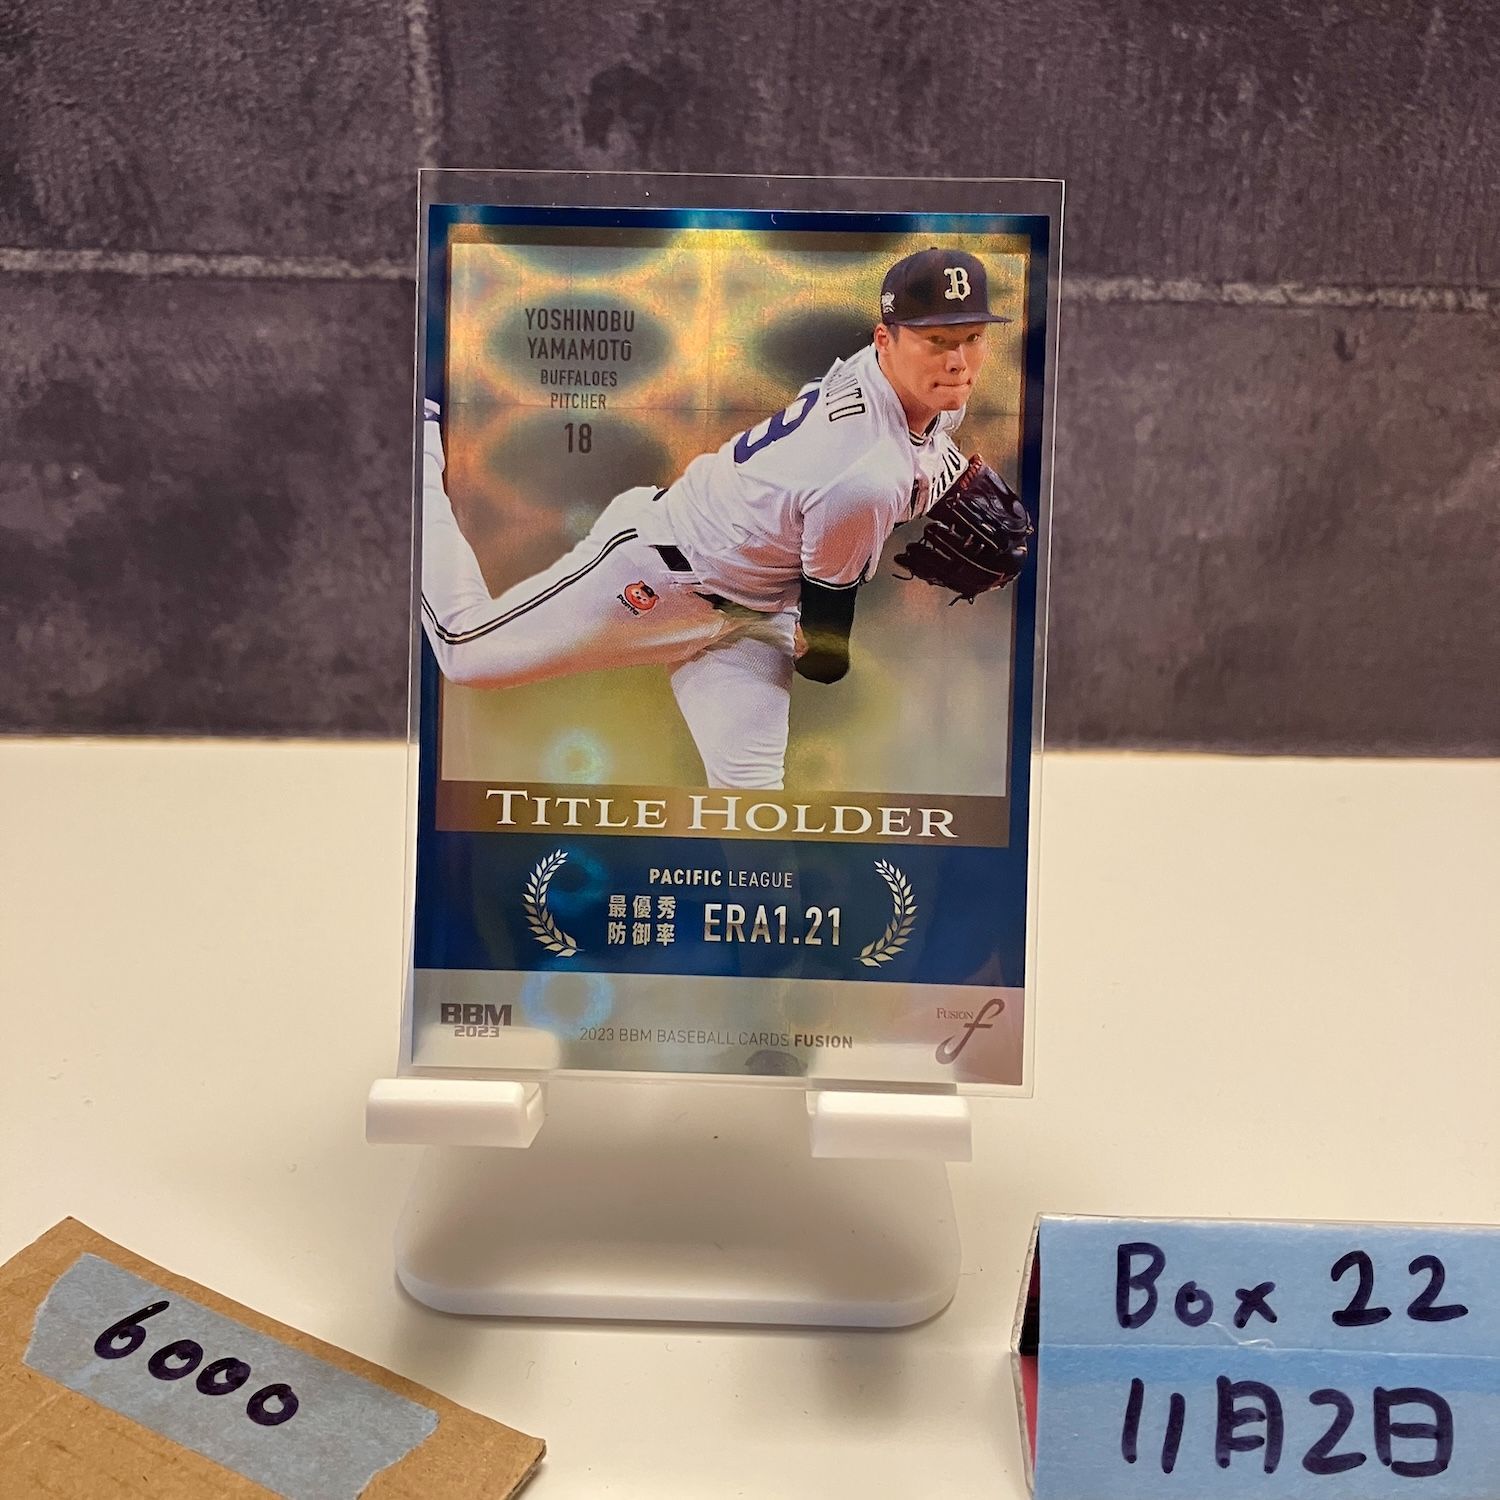 B
YOSHINOBU
YAMAMOTO
BUFFALOES
PITCHER
18
TITLE HOLDER
PACIFIC LEAGUE
最優秀
防御率
ERA1.21
BBM
2023
2023 BBM BASEBALL CARDS FUSION
FUSION
f
6000
Box 22
11月2日